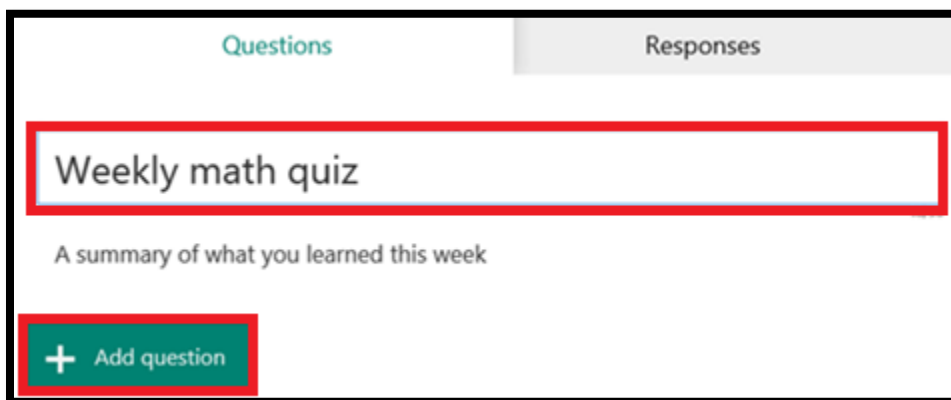 Questions Responses
Weekly math quiz
A summary of what you learned this week
+ Add question